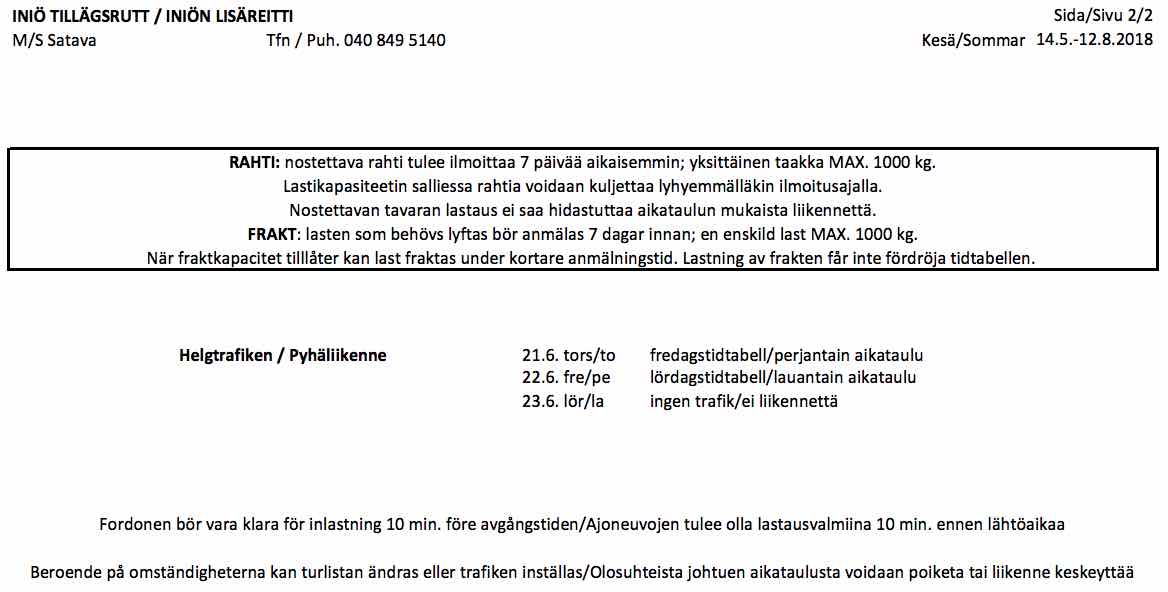 INIÖ TILLÄGSRUTT / INIÖN LISÄREITTI Sida/Sivu 2/2
M/S Satava Tfn / Puh. 040 849 5140 Kesä/Sommar 14.5.-12.8.2018
RAHTI: nostettava rahti tulee ilmoittaa 7 päivää aikaisemmin; yksittäinen taakka MAX. 1000 kg.
Lastikapasiteetin salliessa rahtia voidaan kuljettaa lyhyemmälläkin ilmoitusajalla.
Nostettavan tavaran lastaus ei saa hidastuttaa aikataulun mukaista liikennettä.
FRAKT: lasten som behövs lyftas bör anmälas 7 dagar innan; en enskild last MAX. 1000 kg.
När fraktkapacitet tilllåter kan last fraktas under kortare anmälningstid. Lastning av frakten får inte fördröja tidtabellen.
Helgtrafiken / Pyhäliikenne 21.6. tors/to fredagstidtabell/perjantain aikataulu
22.6. fre/pe lördagstidtabell/lauantain aikataulu
23.6. lör/la ingen trafik/ei liikennettä
Fordonen bör vara klara för inlastning 10 min. före avgångstiden/Ajoneuvojen tulee olla lastausvalmiina 10 min. ennen lähtöaikaa
Beroende på omständigheterna kan turlistan ändras eller trafiken inställas/Olosuhteista johtuen aikataulusta voidaan poiketa tai liikenne keskeyttää